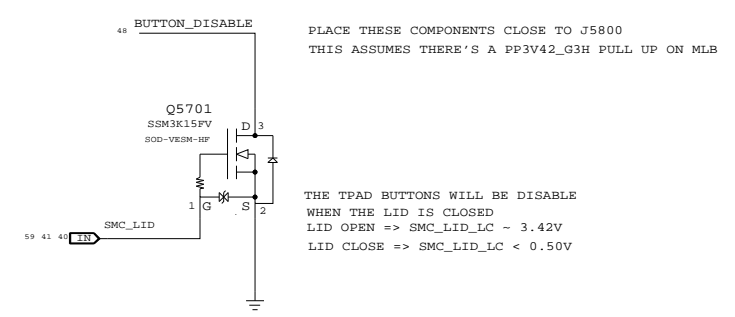 48 BUTTON_DISABLE
PLACE THESE COMPONENTS CLOSE TO J5800
THIS ASSUMES THERE'S A PP3V42_G3H PULL UP ON MLB
Q5701
SSM3K15FV
SOD-VESM-HF
D 3
1 G S 2
SMC_LID
59 41 40 IN
THE TPAD BUTTONS WILL BE DISABLE
WHEN THE LID IS CLOSED
LID OPEN => SMC_LID_LC ~ 3.42V
LID CLOSE => SMC_LID_LC < 0.50V